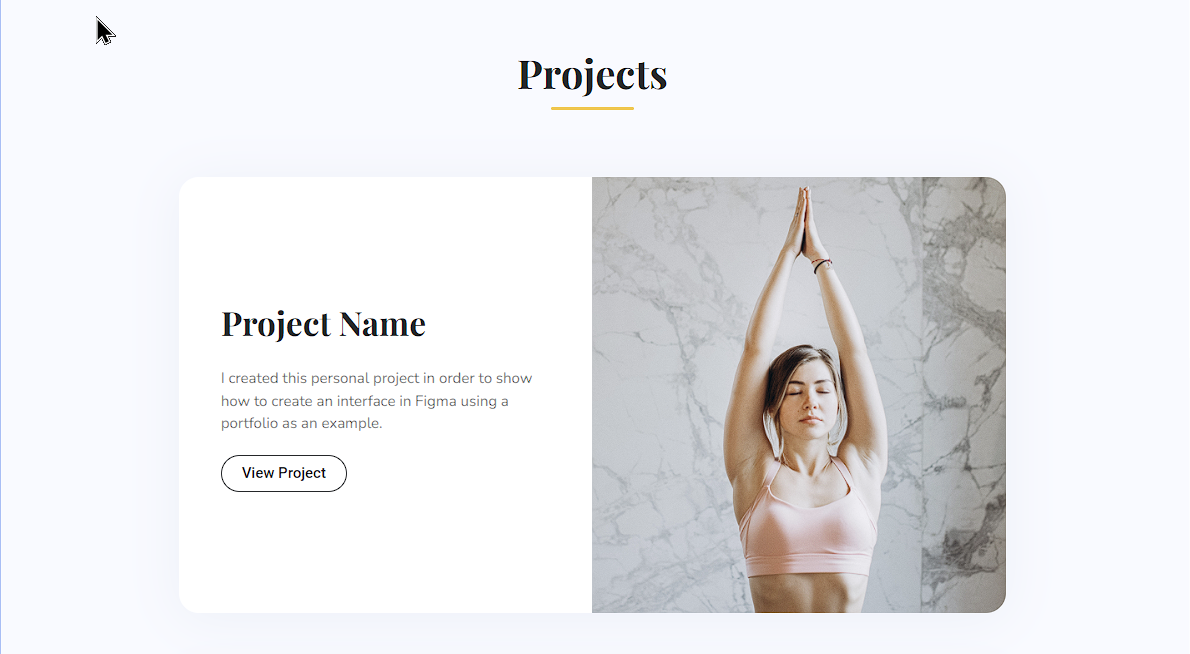 Projects
Project Name
I created this personal project in order to show
how to create an interface in Figma using a
portfolio as an example.
View Project